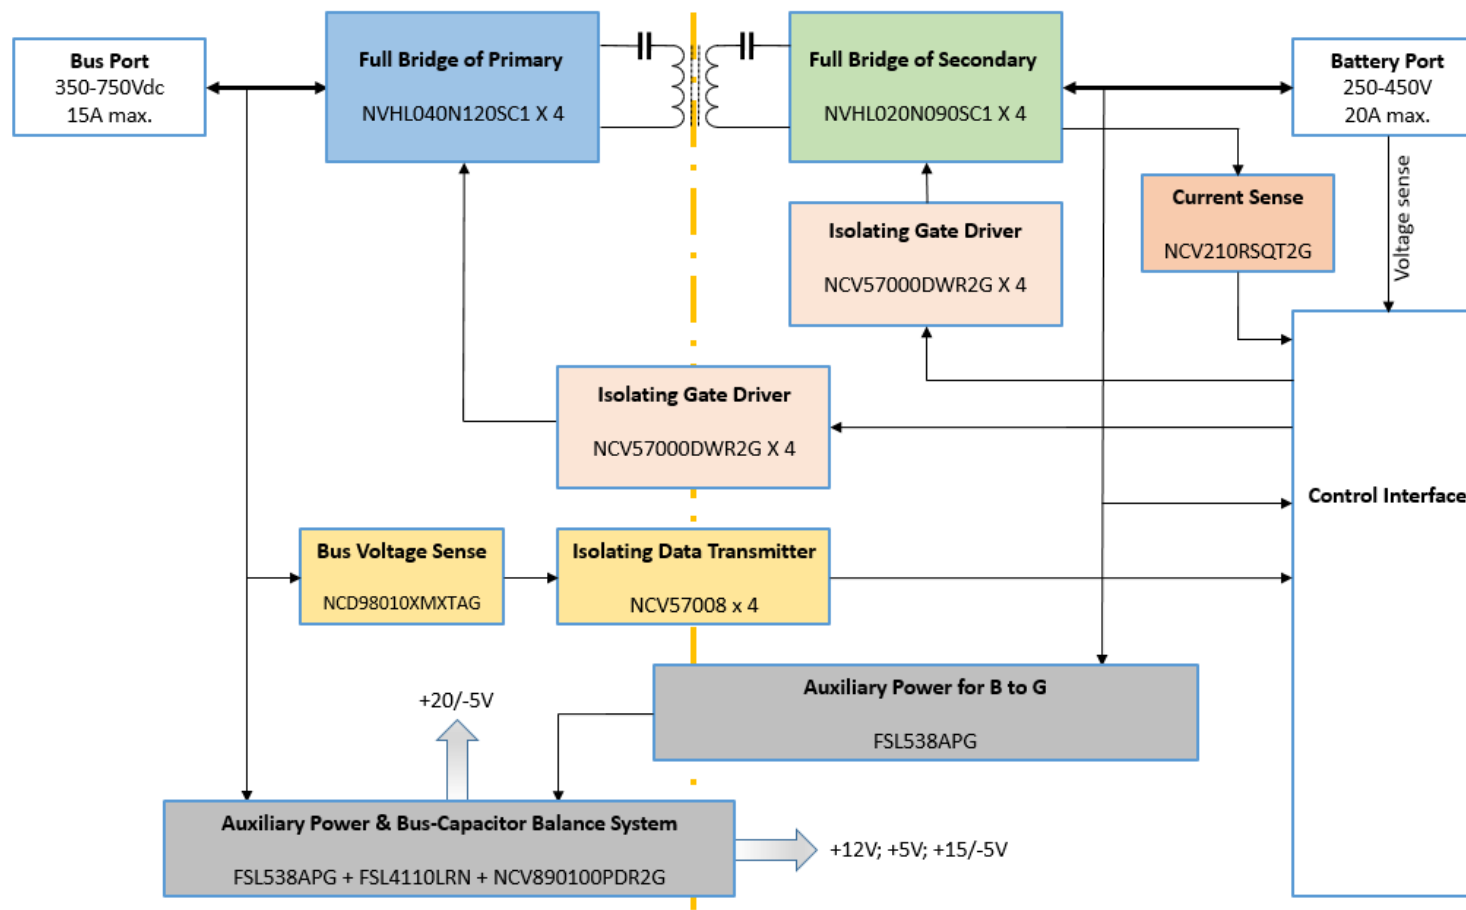 Bus Port
350-750Vdc
15A max.
Full Bridge of Primary
NVHL040N120SC1 X 4
Full Bridge of Secondary
NVHL020N090SC1 X 4
Battery Port
250-450V
20A max.
Voltage sense
Current Sense
NCV210RSQT2G
Isolating Gate Driver
NCV57000DWR2G X 4
Isolating Gate Driver
NCV57000DWR2G X 4
Control Interface
Bus Voltage Sense
NCD98010XMXTAG
Isolating Data Transmitter
NCV57008 x 4
Auxiliary Power for B to G
FSL538APG
+20/-5V
Auxiliary Power & Bus-Capacitor Balance System
FSL538APG + FSL4110LRN + NCV890100PDR2G
+12V; +5V; +15/-5V